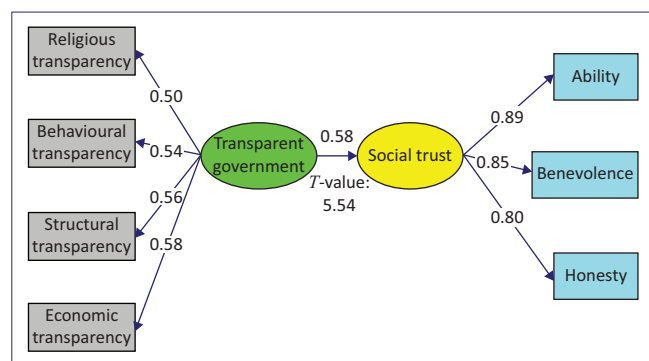 Religious
transparency
Behavioural
transparency
Structural
transparency
Economic
transparency
0.50
0.54
0.56
0.58
Transparent
government
0.58
T-value:
5.54
Social trust
0.89
0.85
0.80
Ability
Benevolence
Honesty